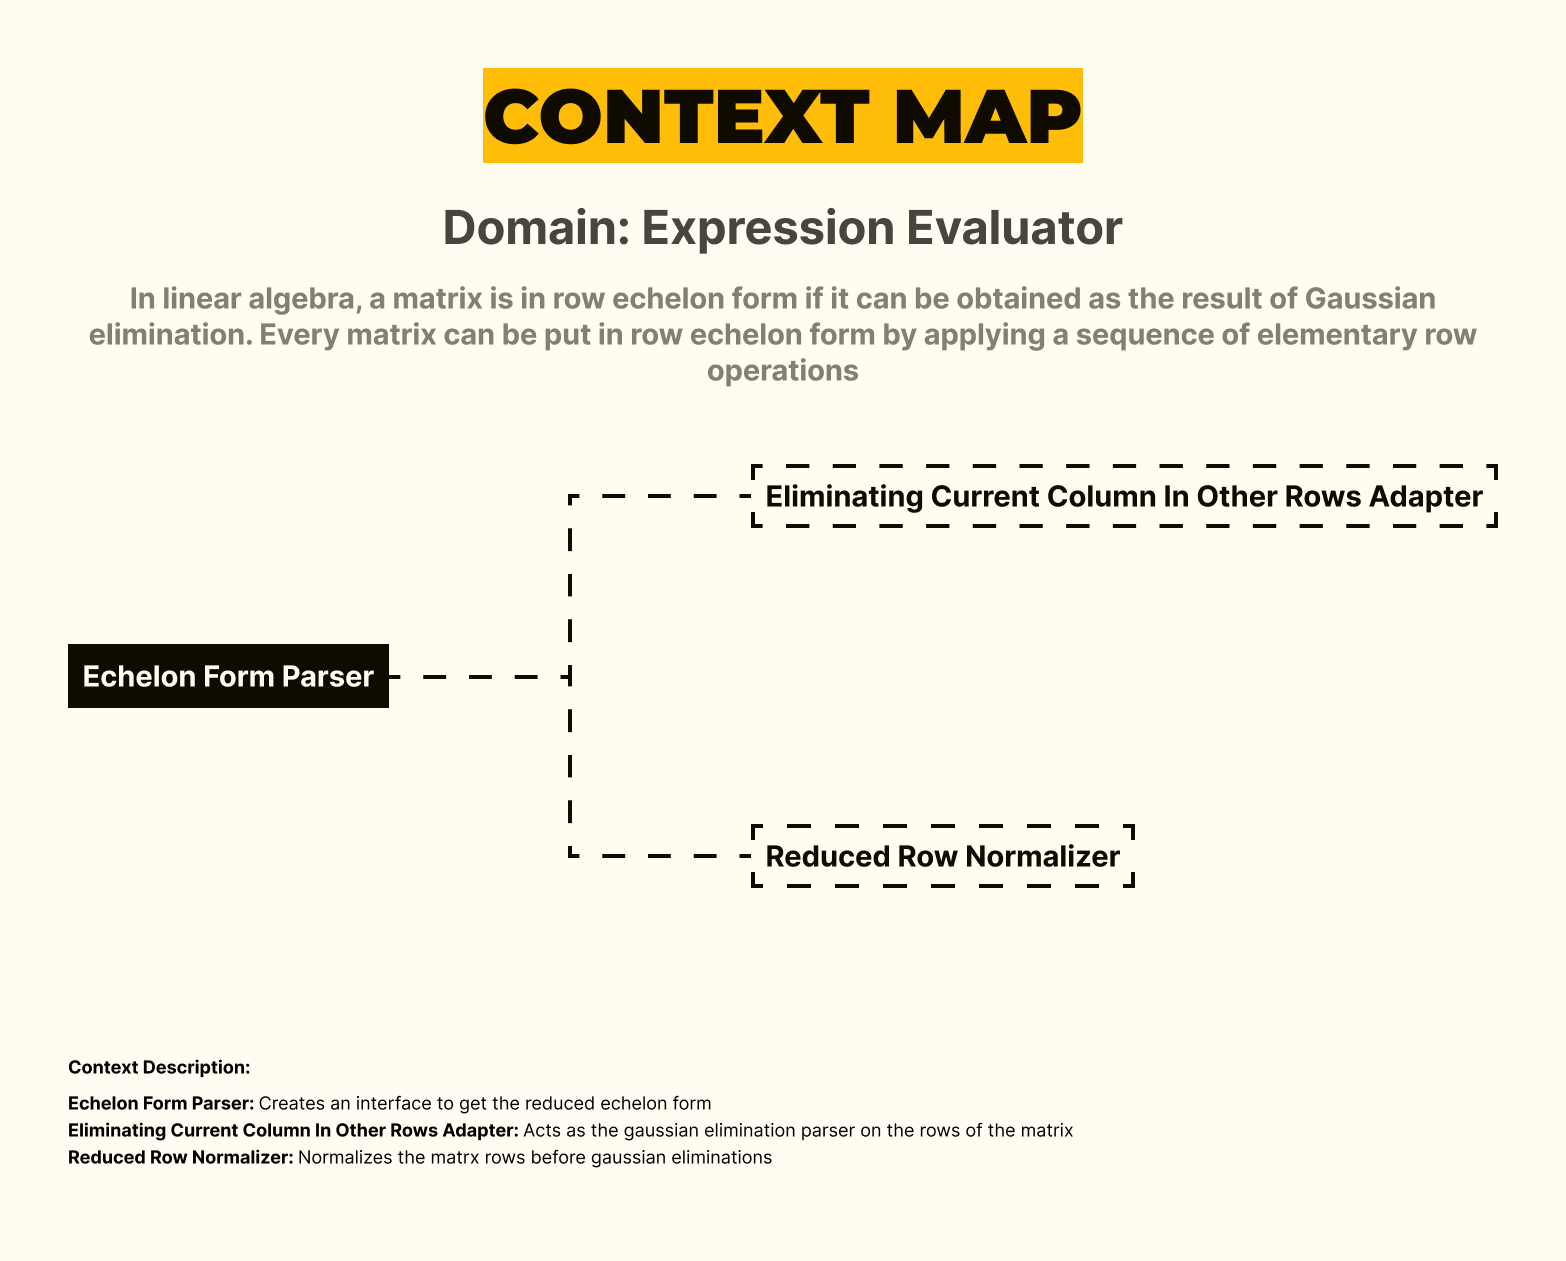 CONTEXT MAP
Domain: Expression Evaluator
In linear algebra, a matrix is in row echelon form if it can be obtained as the result of Gaussian
elimination. Every matrix can be put in row echelon form by applying a sequence of elementary row
operations
Eliminating Current Column In Other Rows Adapter
Echelon Form Parser
Reduced Row Normalizer
Context Description:
Echelon Form Parser: Creates an interface to get the reduced echelon form
Eliminating Current Column In Other Rows Adapter: Acts as the gaussian elimination parser on the rows of the matrix
Reduced Row Normalizer: Normalizes the matrx rows before gaussian eliminations